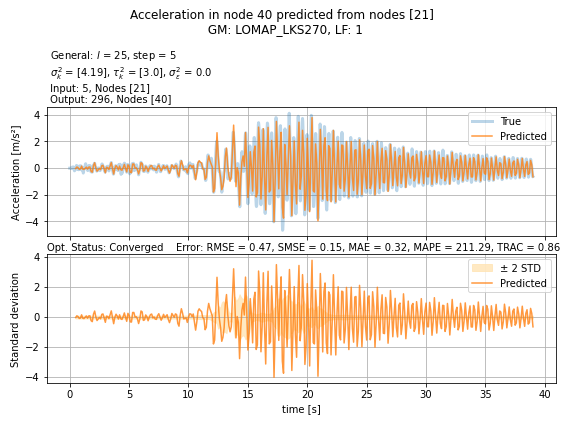 Acceleration in node 40 predicted from nodes [21]
GM: LOMAP_LKS270, LF: 1
General: l = 25, step = 5
σ²ₖ = [4.19], τ²ₖ = [3.0], σ²ε = 0.0
Input: 5, Nodes [21]
Output: 296, Nodes [40]
4
2
0
−2
−4
Acceleration [m/s²]
True
Predicted
Opt. Status: Converged    Error: RMSE = 0.47, SMSE = 0.15, MAE = 0.32, MAPE = 211.29, TRAC = 0.86
4
2
0
−2
−4
Standard deviation
± 2 STD
Predicted
0 5 10 15 20 25 30 35 40
time [s]